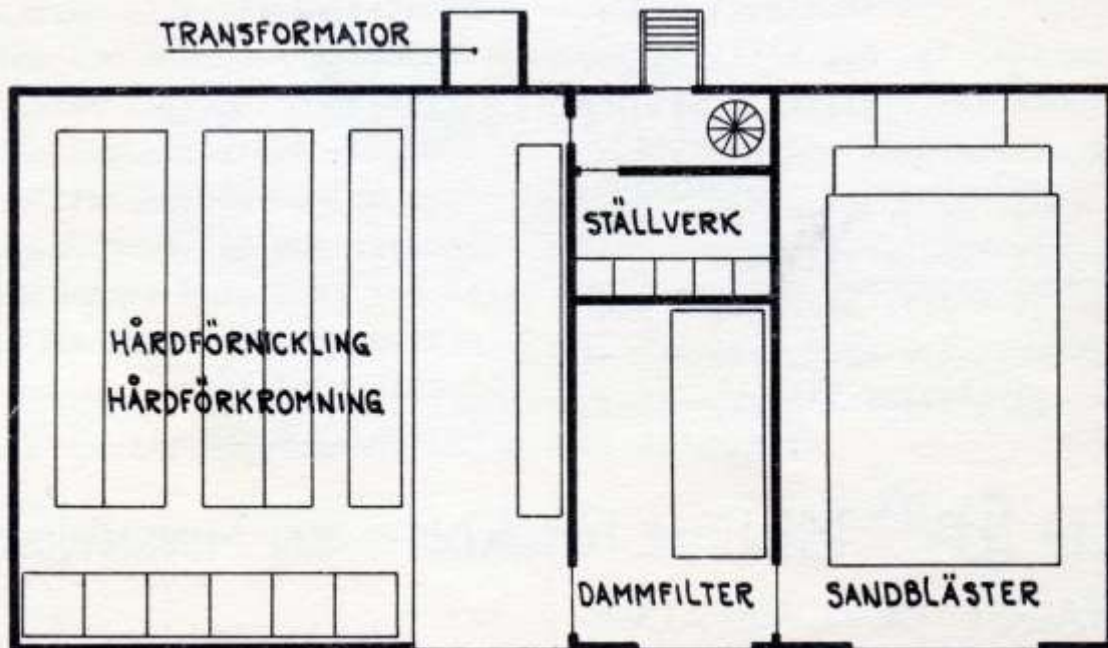 TRANSFORMATOR
STÄLLVERK
HÅRDFÖRNICKLING
HÅRDFÖRKROMNING
DAMMFILTER
SANDBLÄSTER